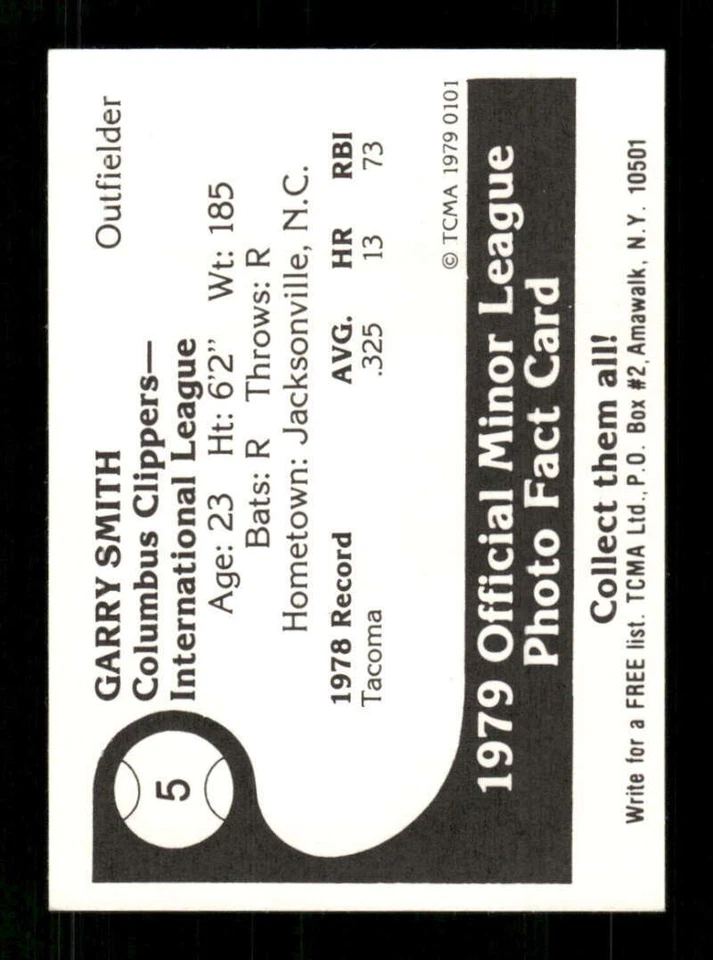 5
GARRY SMITH Outfielder
Columbus Clippers—
International League
Age: 23 Ht: 6'2" Wt: 185
Bats: R Throws: R
Hometown: Jacksonville, N.C.
1978 Record AVG. HR RBI
Tacoma .325 13 73
© TCMA 1979 0101
1979 Official Minor League
Photo Fact Card
Collect them all!
Write for a FREE list. TCMA Ltd., P.O. Box #2, Amawalk, N.Y. 10501